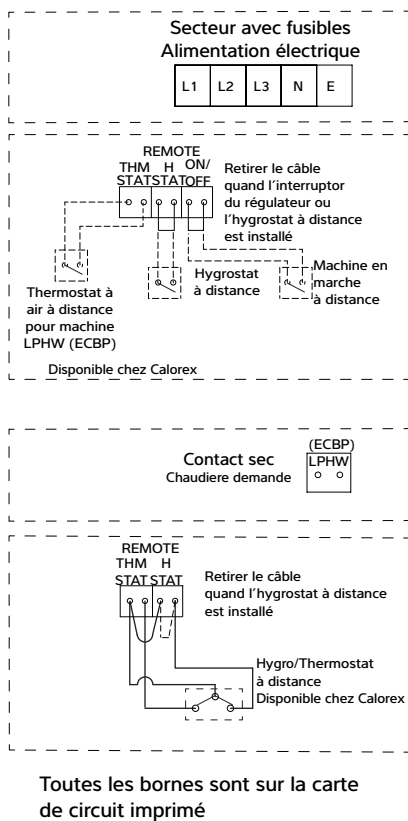 Secteur avec fusibles
Alimentation électrique
L1 L2 L3 N E
REMOTE
THM H ON/
STAT STAT OFF
Retirer le câble
quand l´interruptor
du régulateur ou
l´hygrostat à distance
est installé
Thermostat à
air à distance
pour machine
LPHW (ECBP)
Hygrostat
à distance
Machine en
marche
à distance
Disponible chez Calorex
(ECBP)
LPHW
Contact sec
Chaudiere demande
REMOTE
THM H
STAT STAT
Retirer le câble
quand l´hygrostat à distance
est installé
Hygro/Thermostat
à distance
Disponible chez Calorex
Toutes les bornes sont sur la carte
de circuit imprimé